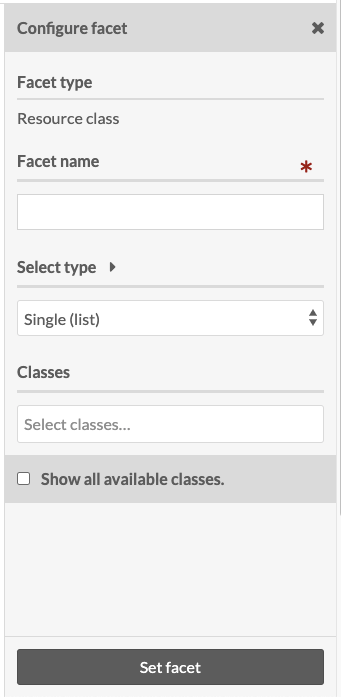 Configure facet
Facet type
Resource class
Facet name *
Select type
Single (list)
Classes
Select classes...
Show all available classes.
Set facet